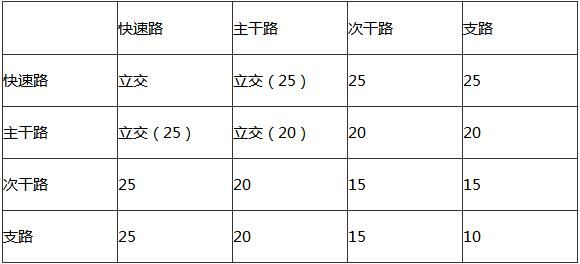 快速路 主干路 次干路 支路
快速路 立交 立交（25） 25 25
主干路 立交（25） 立交（20） 20 20
次干路 25 20 15 15
支路 25 20 15 10